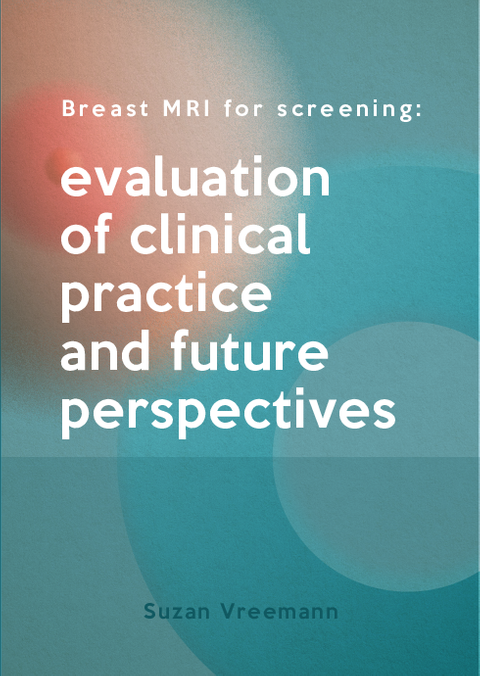 Breast MRI for screening:
evaluation
of clinical
practice
and future
perspectives
Suzan Vreemann